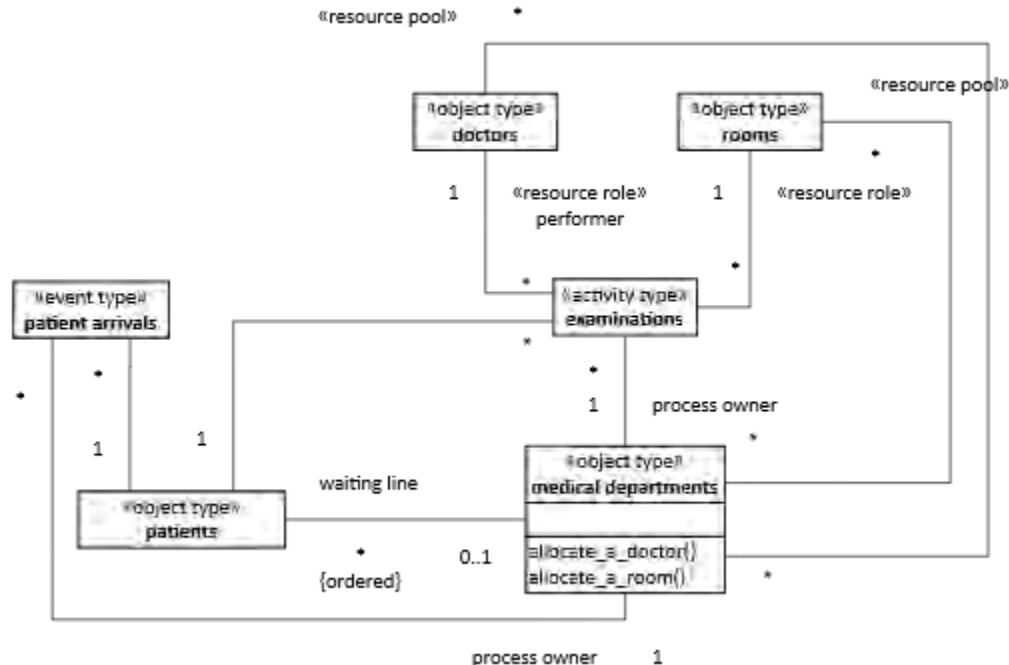 «resource pool» *
«resource pool»
«object type»
doctors
«object type»
rooms
*
1 «resource role» 1 «resource role»
performer
*
*
«event type»
patient arrivals
«activity type»
examinations
*
*
*
*
1 process owner
1
1
*
«object type»
medical departments
waiting line
«object type»
patients
*
0..1
{ordered}
allocate_a_doctor()
allocate_a_room()
*
process owner 1